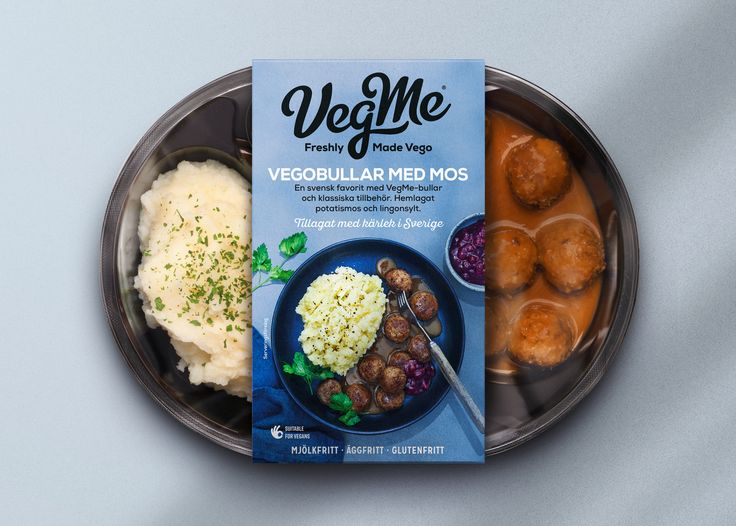 VegMe®
Freshly Made Vego
VEGOBULLAR MED MOS
En svensk favorit med VegMe-bullar
och klassiska tillbehör. Hemlagat
potatismos och lingonsylt.
Tillagat med kärlek i Sverige
Serveringsförslag
SUITABLE
FOR VEGANS
MJÖLKFRITT · ÄGGFRITT · GLUTENFRITT